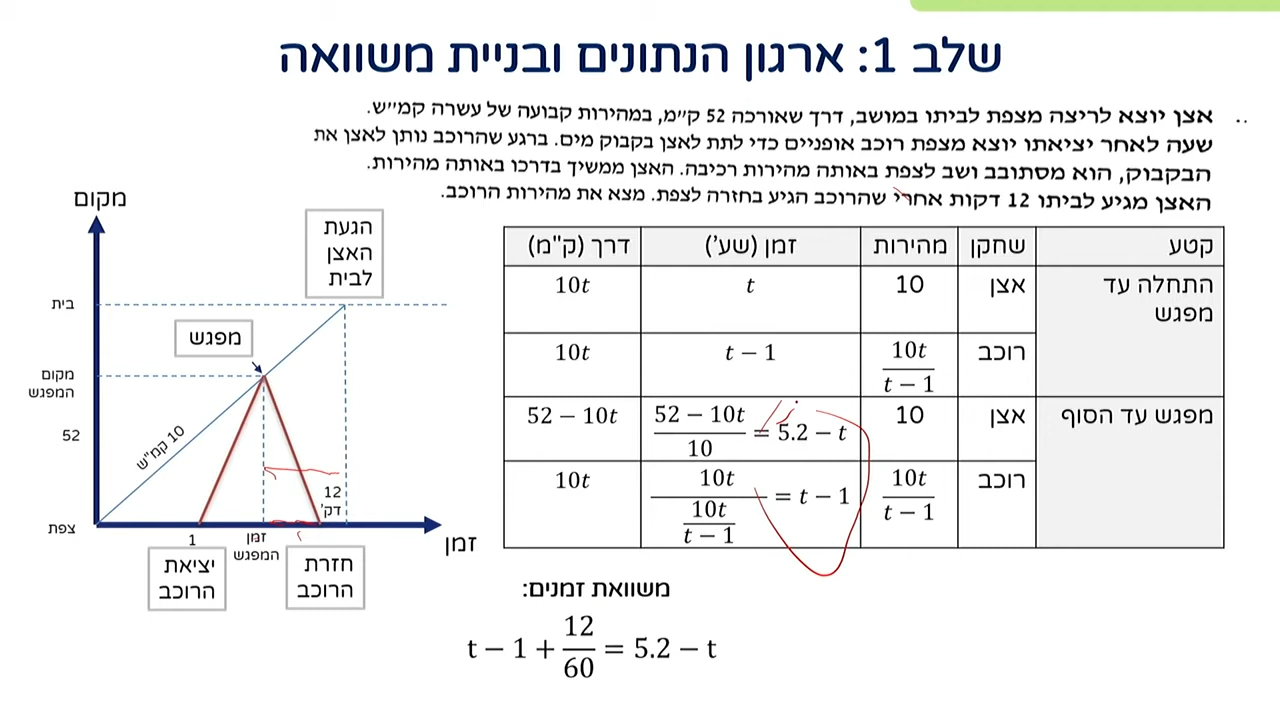 שלב 1: ארגון הנתונים ובניית משוואה
.. אצן יוצא לריצה מצפת לביתו במושב, דרך שאורכה 52 ק״מ, במהירות קבועה של עשרה קמ״ש.
שעה לאחר יציאתו יוצא מצפת רוכב אופניים כדי לתת לאצן בקבוק מים. ברגע שהרוכב נותן לאצן את
הבקבוק, הוא מסתובב ושב לצפת באותה מהירות רכיבה. האצן ממשיך בדרכו באותה מהירות.
האצן מגיע לביתו 12 דקות אחרי שהרוכב הגיע בחזרה לצפת. מצא את מהירות הרוכב.
קטע שחקן מהירות זמן (שע') דרך (ק"מ)
התחלה עד מפגש אצן 10 t 10t
רוכב 10t/(t − 1) t − 1 10t
מפגש עד הסוף אצן 10 (52 − 10t)/10 = 5.2 − t 52 − 10t
רוכב 10t/(t − 1) 10t/(10t/(t − 1)) = t − 1 10t
משוואת זמנים:
t − 1 + 12/60 = 5.2 − t
מקום
הגעת
האצן
לבית
בית
מפגש
מקום
המפגש
52
10 קמ"ש
12
דק'
צפת
זמן
1
זמן
המפגש
יציאת
הרוכב
חזרת
הרוכב